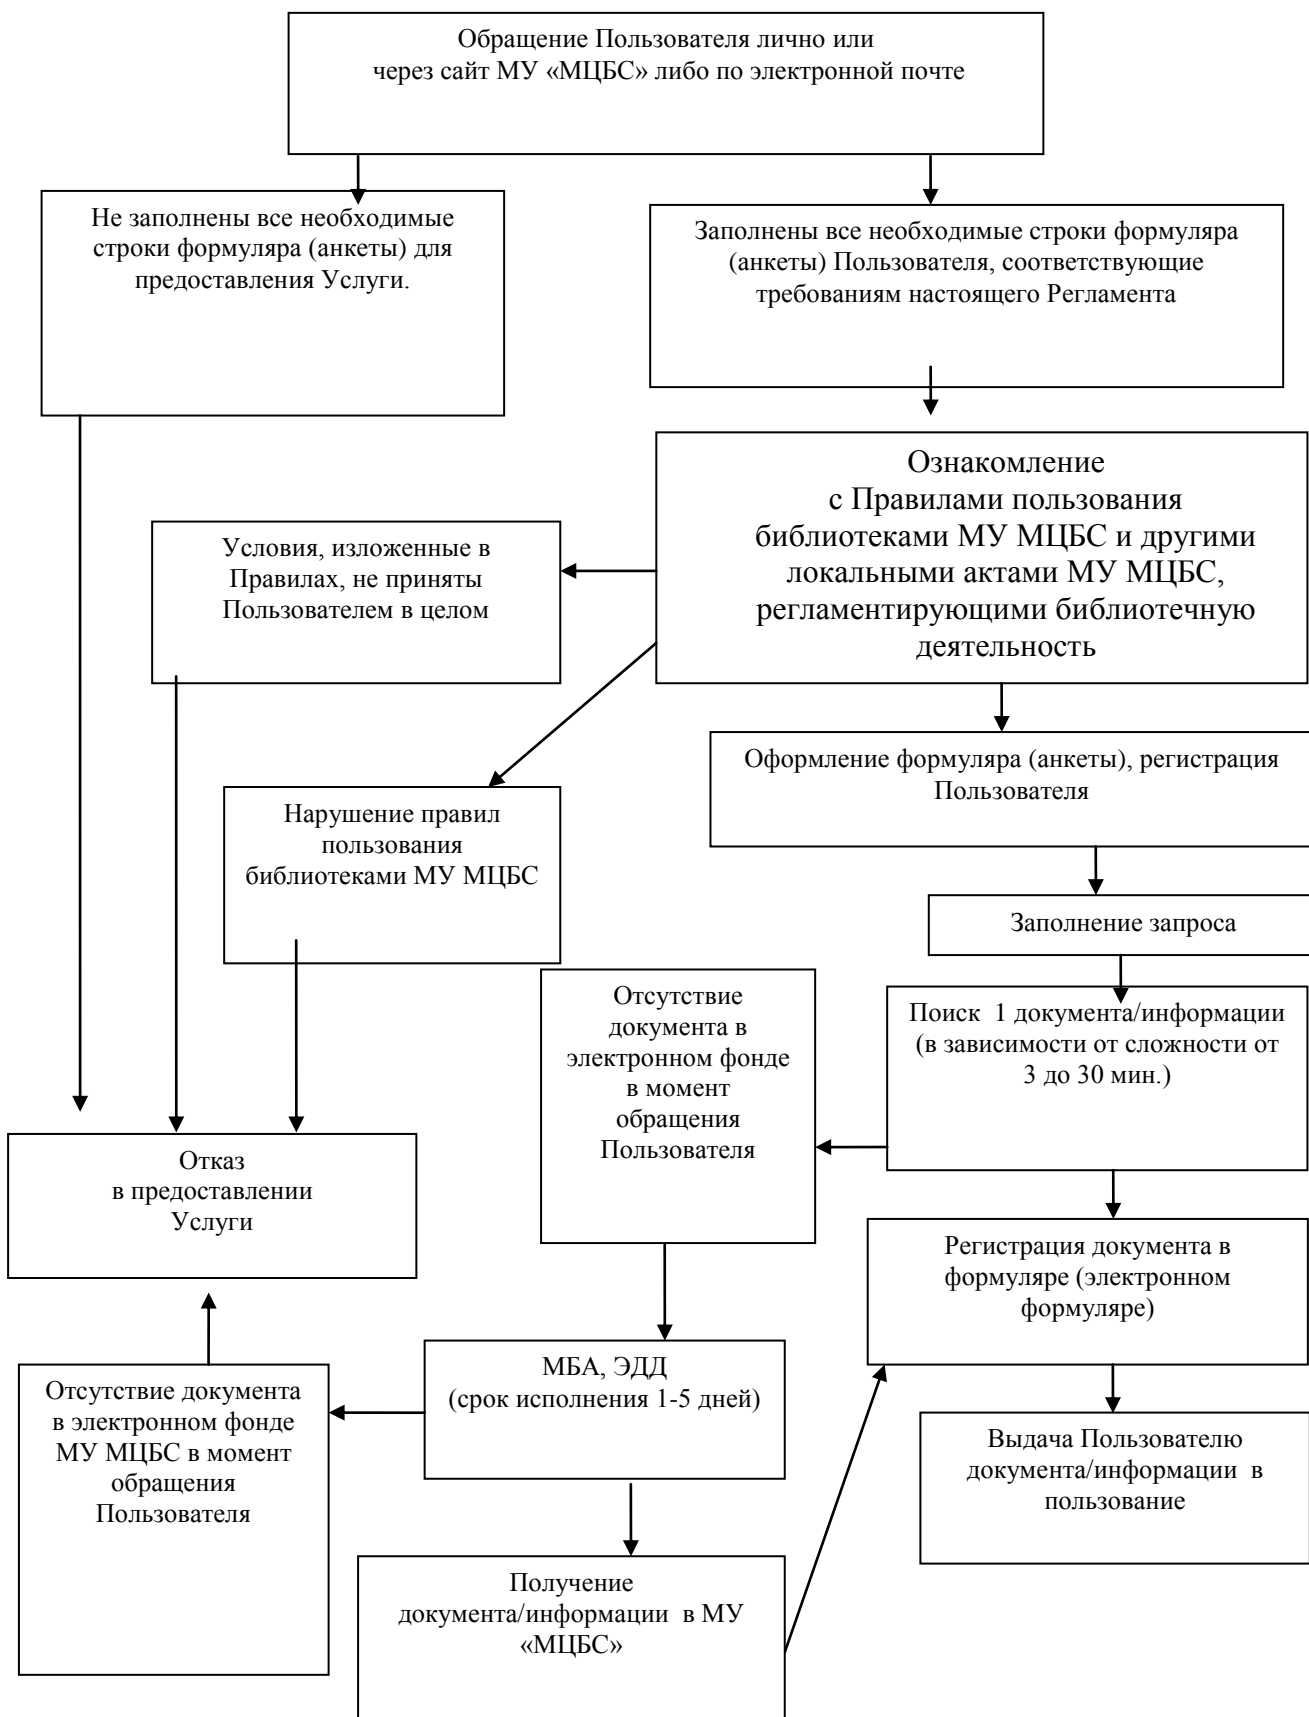 Обращение Пользователя лично или
через сайт МУ «МЦБС» либо по электронной почте
Не заполнены все необходимые
строки формуляра (анкеты) для
предоставления Услуги.
Заполнены все необходимые строки формуляра
(анкеты) Пользователя, соответствующие
требованиям настоящего Регламента
Ознакомление
с Правилами пользования
библиотеками МУ МЦБС и другими
локальными актами МУ МЦБС,
регламентирующими библиотечную
деятельность
Условия, изложенные в
Правилах, не приняты
Пользователем в целом
Оформление формуляра (анкеты), регистрация
Пользователя
Нарушение правил
пользования
библиотеками МУ МЦБС
Заполнение запроса
Отсутствие
документа в
электронном фонде
в момент
обращения
Пользователя
Поиск 1 документа/информации
(в зависимости от сложности от
3 до 30 мин.)
Отказ
в предоставлении
Услуги
Регистрация документа в
формуляре (электронном
формуляре)
МБА, ЭДД
(срок исполнения 1-5 дней)
Отсутствие документа
в электронном фонде
МУ МЦБС в момент
обращения
Пользователя
Выдача Пользователю
документа/информации в
пользование
Получение
документа/информации в МУ
«МЦБС»